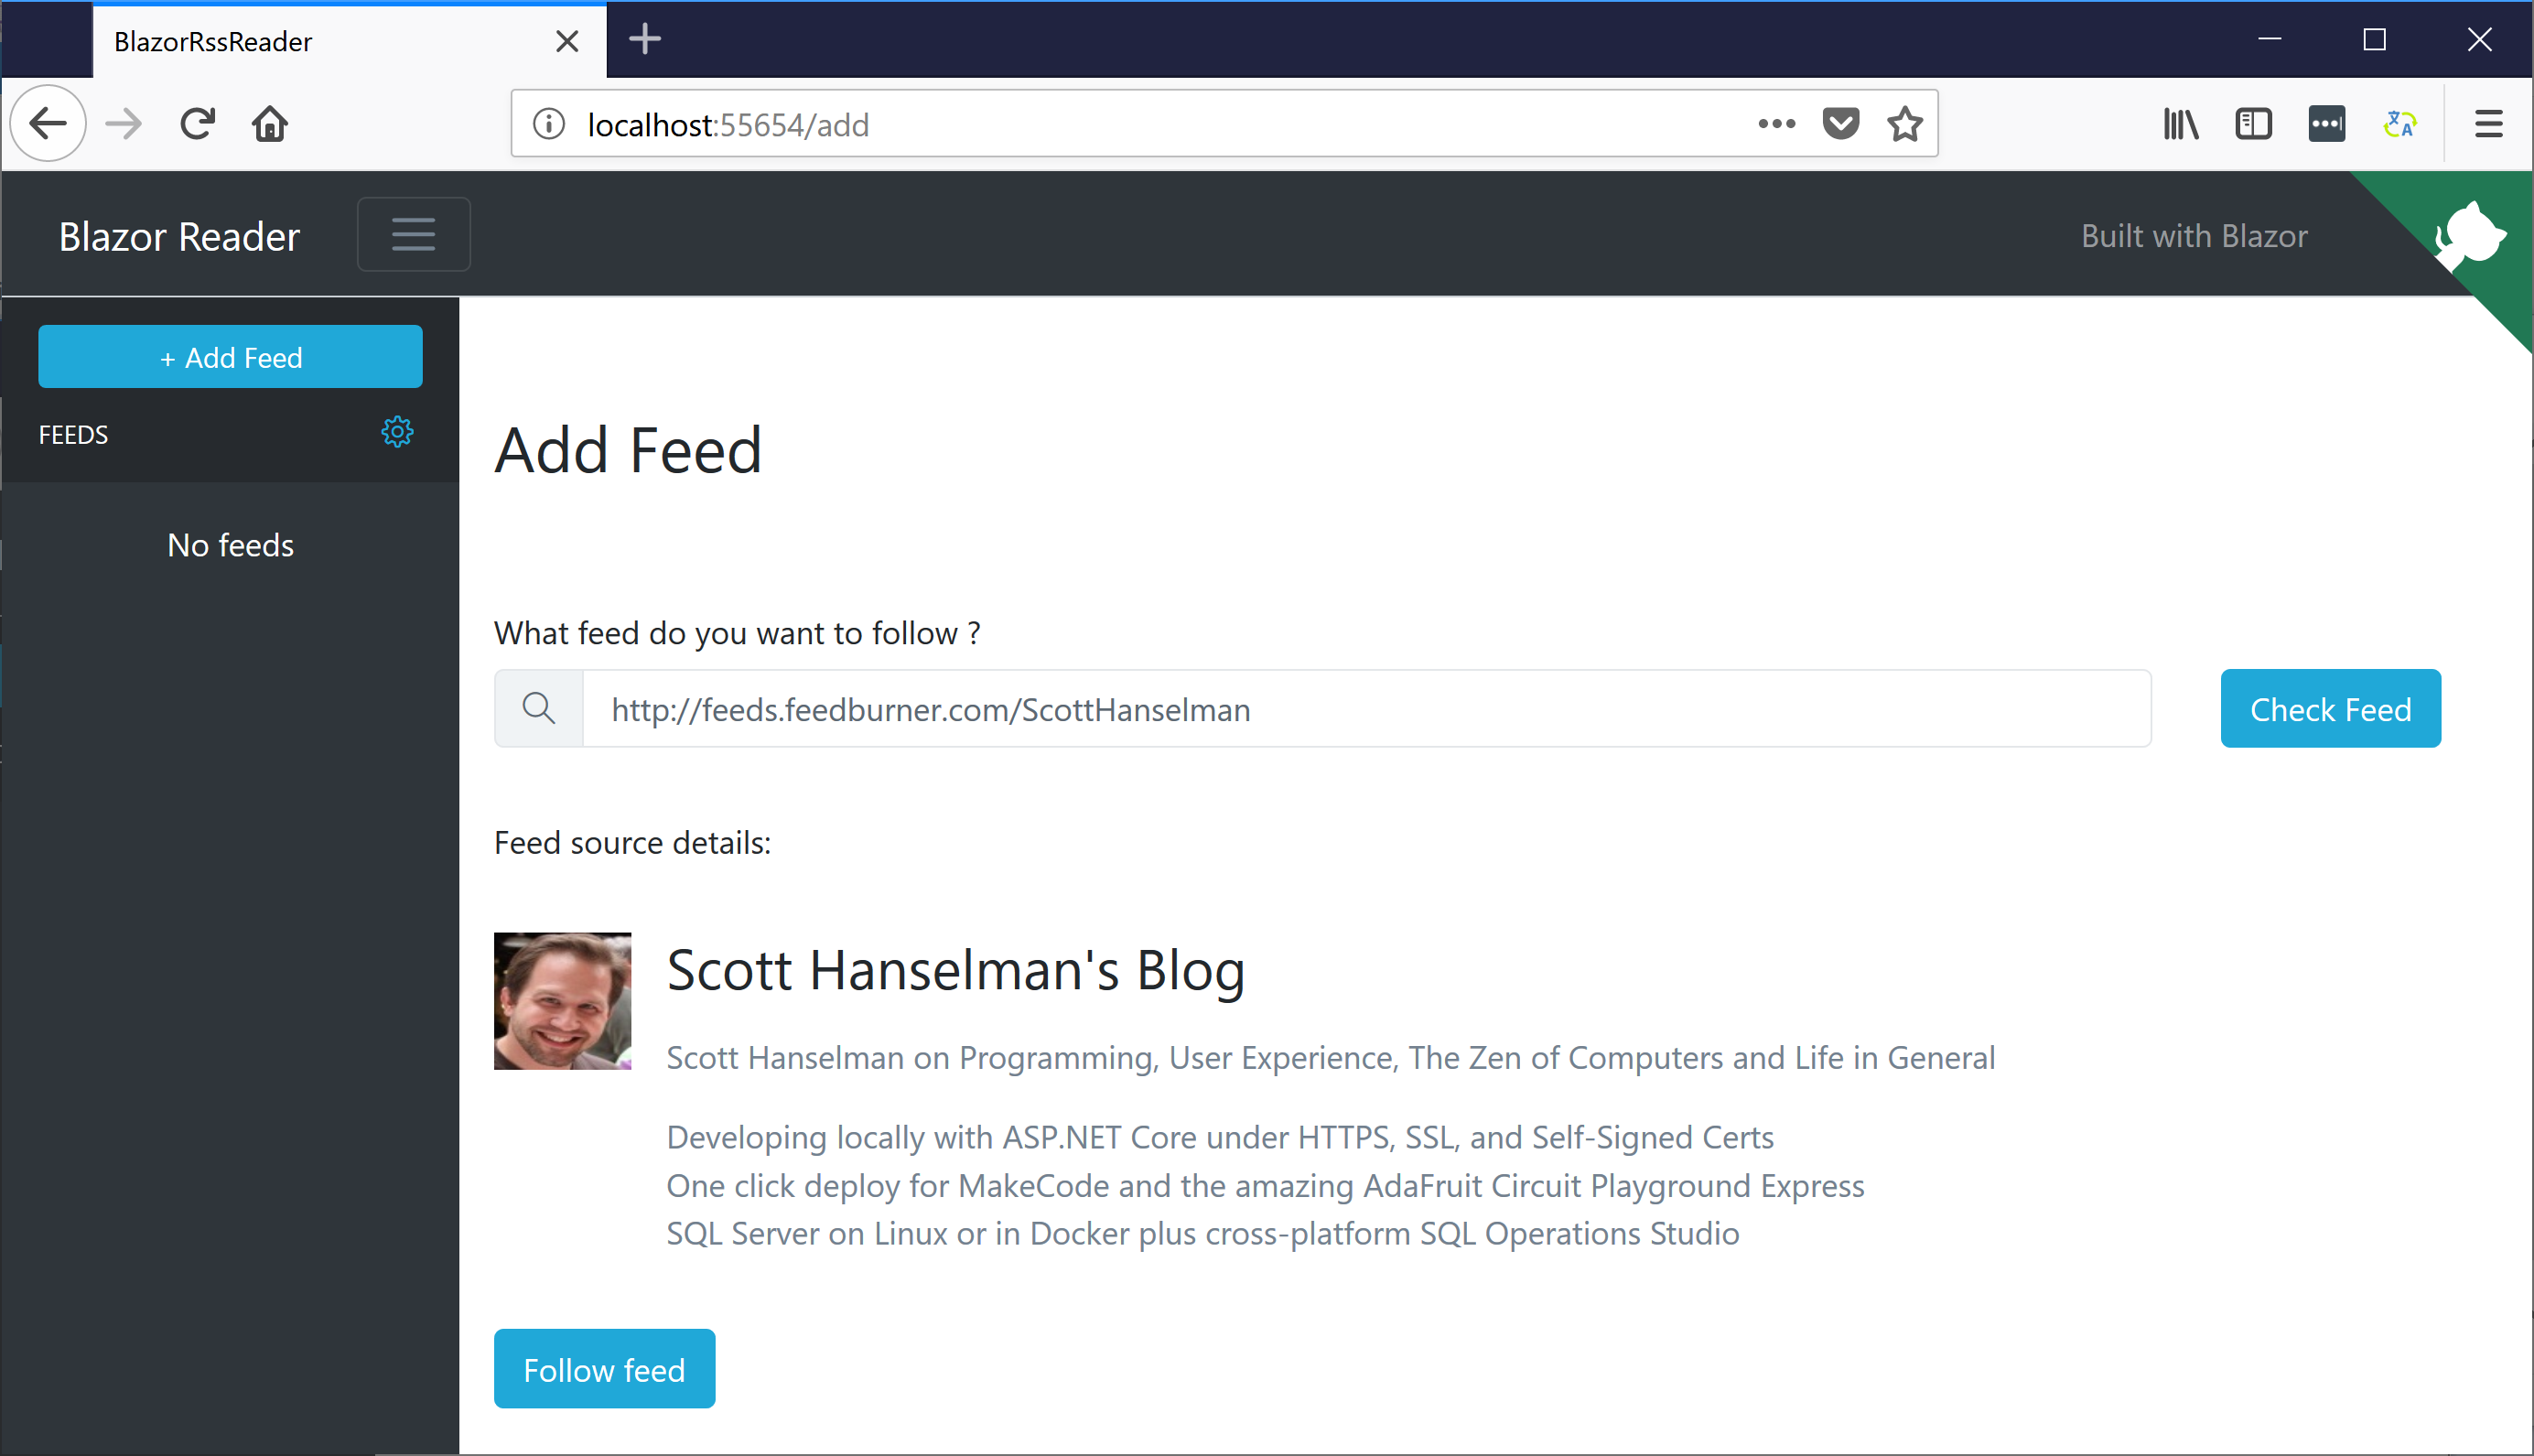 BlazorRssReader
localhost:55654/add
Blazor Reader
Built with Blazor
+ Add Feed
FEEDS
No feeds
Add Feed
What feed do you want to follow ?
http://feeds.feedburner.com/ScottHanselman
Check Feed
Feed source details:
Scott Hanselman's Blog
Scott Hanselman on Programming, User Experience, The Zen of Computers and Life in General
Developing locally with ASP.NET Core under HTTPS, SSL, and Self-Signed Certs
One click deploy for MakeCode and the amazing AdaFruit Circuit Playground Express
SQL Server on Linux or in Docker plus cross-platform SQL Operations Studio
Follow feed